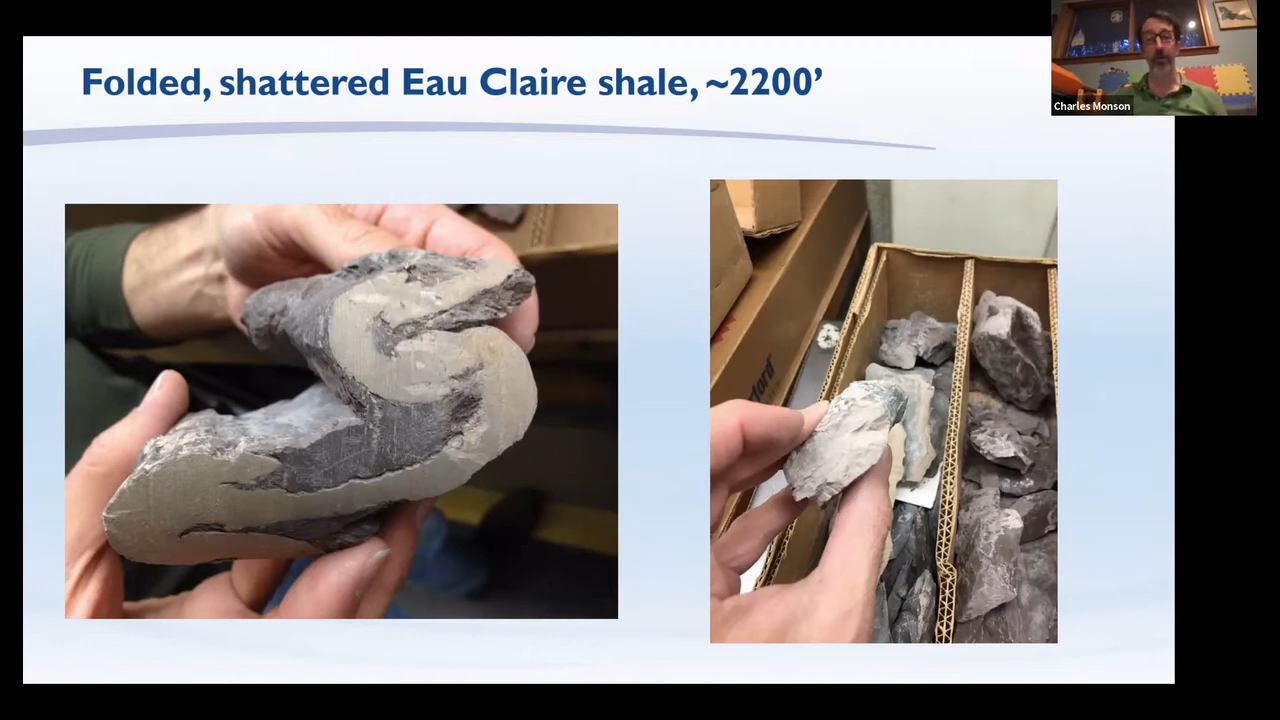 Folded, shattered Eau Claire shale, ~2200’
Charles Monson